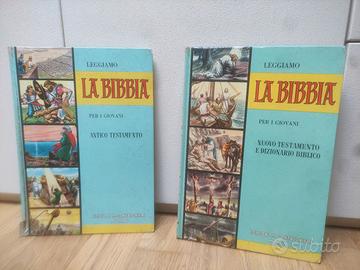 LEGGIAMO
LA BIBBIA
PER I GIOVANI
ANTICO TESTAMENTO
LEGGIAMO
LA BIBBIA
PER I GIOVANI
NUOVO TESTAMENTO
E DIZIONARIO BIBLICO
subito